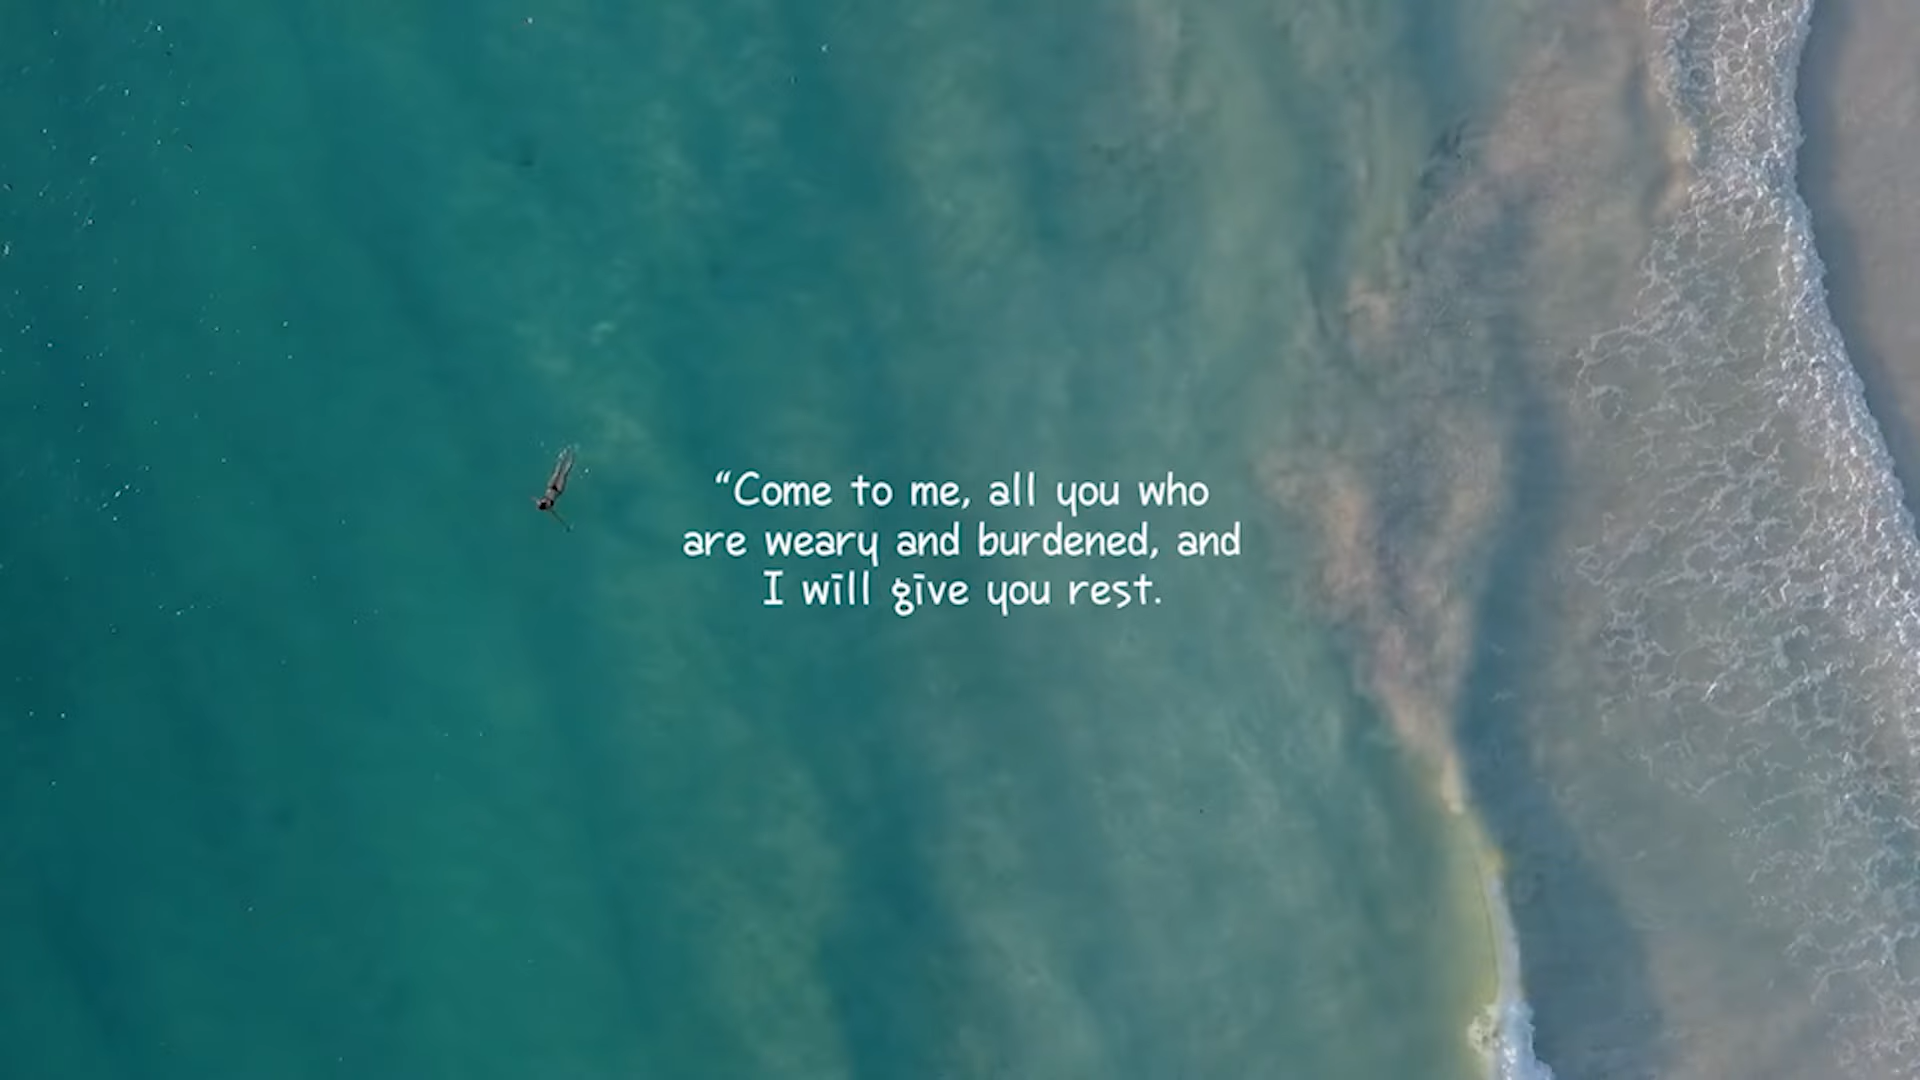 “Come to me, all you who
are weary and burdened, and
I will give you rest.